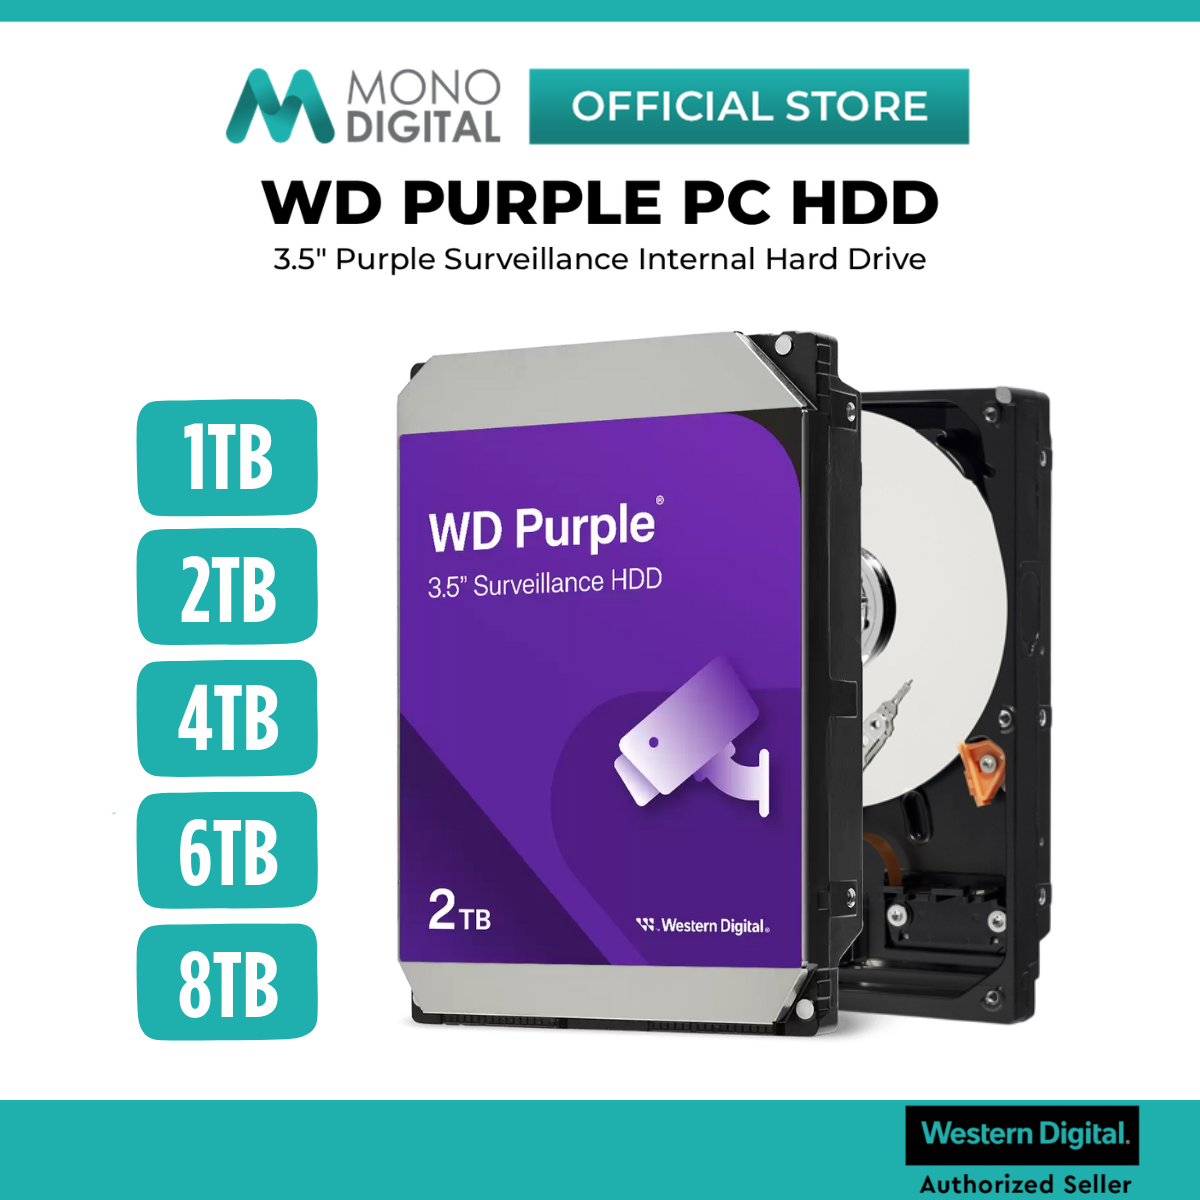 MONO
DIGITAL
OFFICIAL STORE
WD PURPLE PC HDD
3.5" Purple Surveillance Internal Hard Drive
1TB
2TB
4TB
6TB
8TB
WD Purple®
3.5” Surveillance HDD
2TB
Western Digital®
Western Digital.
Authorized Seller